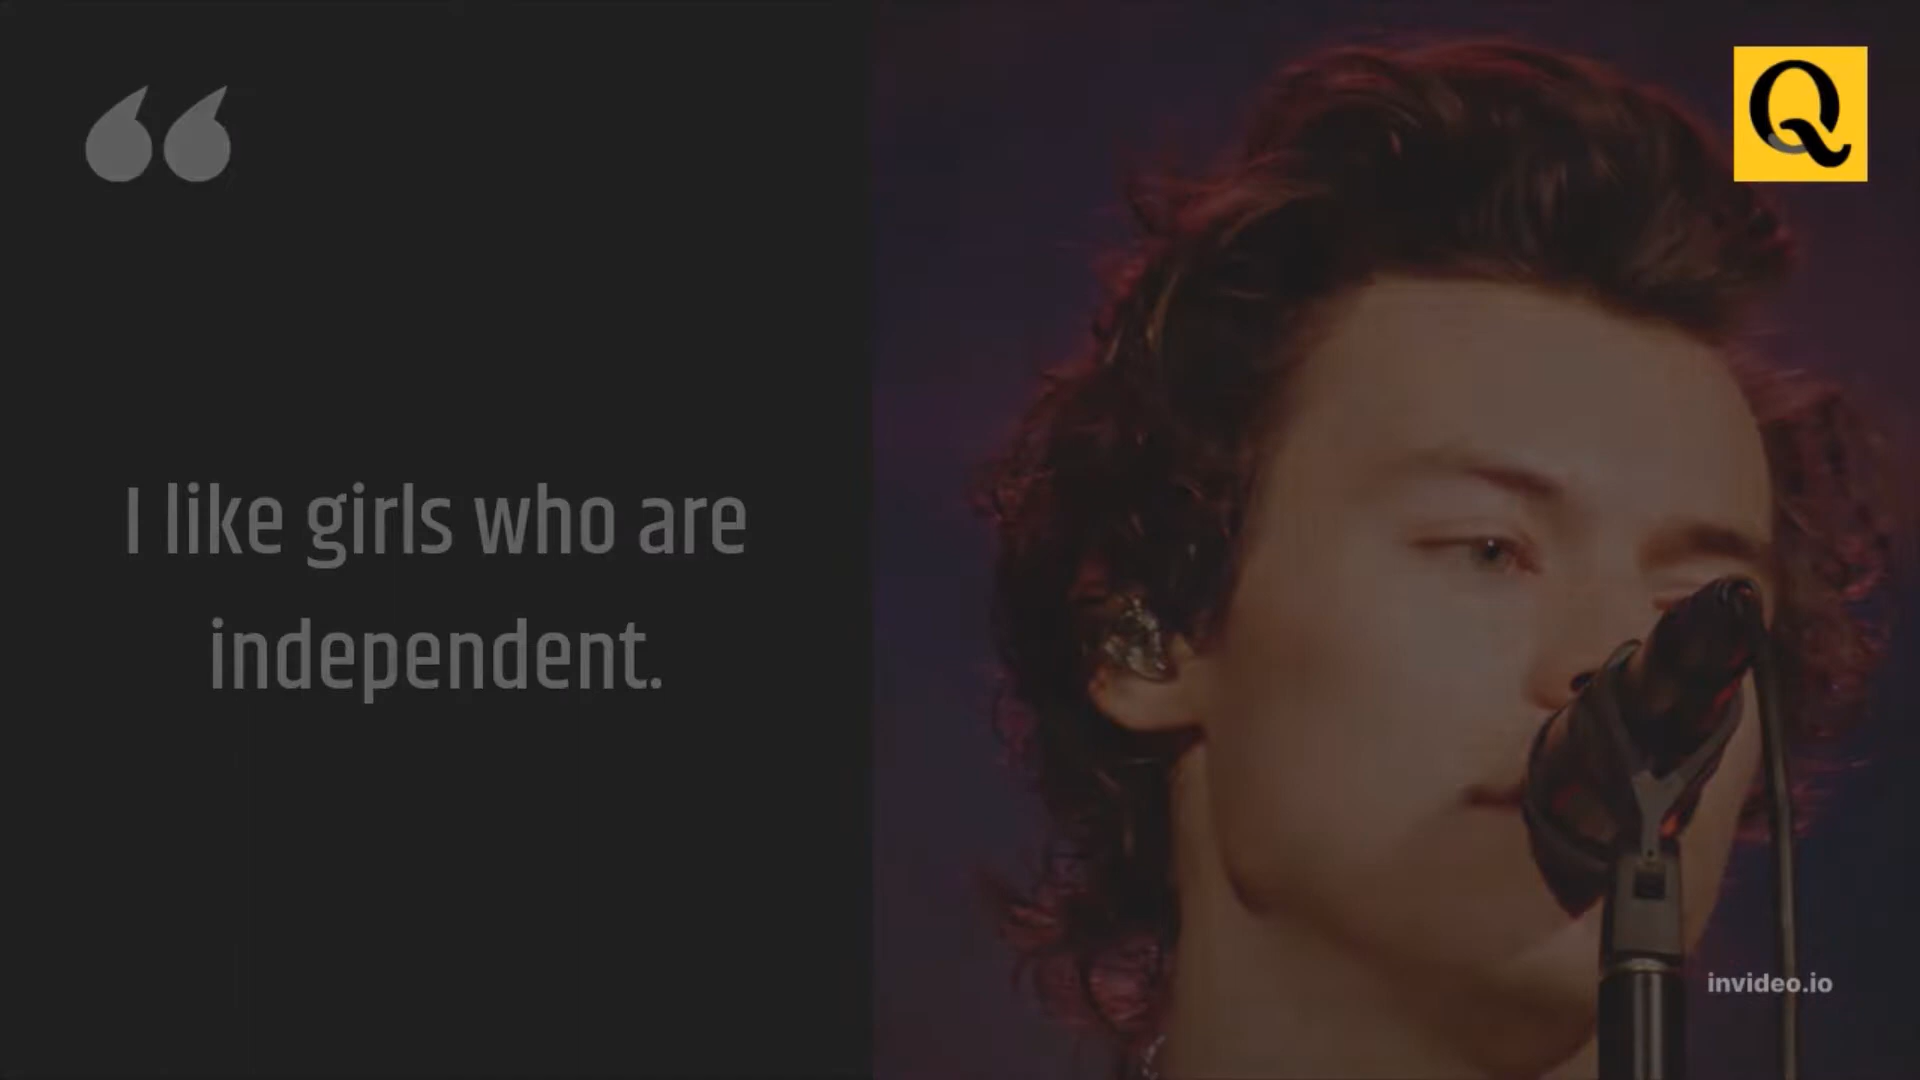 “
Q
I like girls who are
independent.
invideo.io